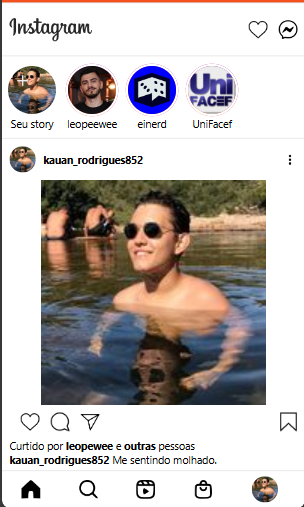 Instagram
Seu story leopeewee einerd UniFacef
Uni
FACEF
kauan_rodrigues852
Curtido por leopewee e outras pessoas
kauan_rodrigues852 Me sentindo molhado.